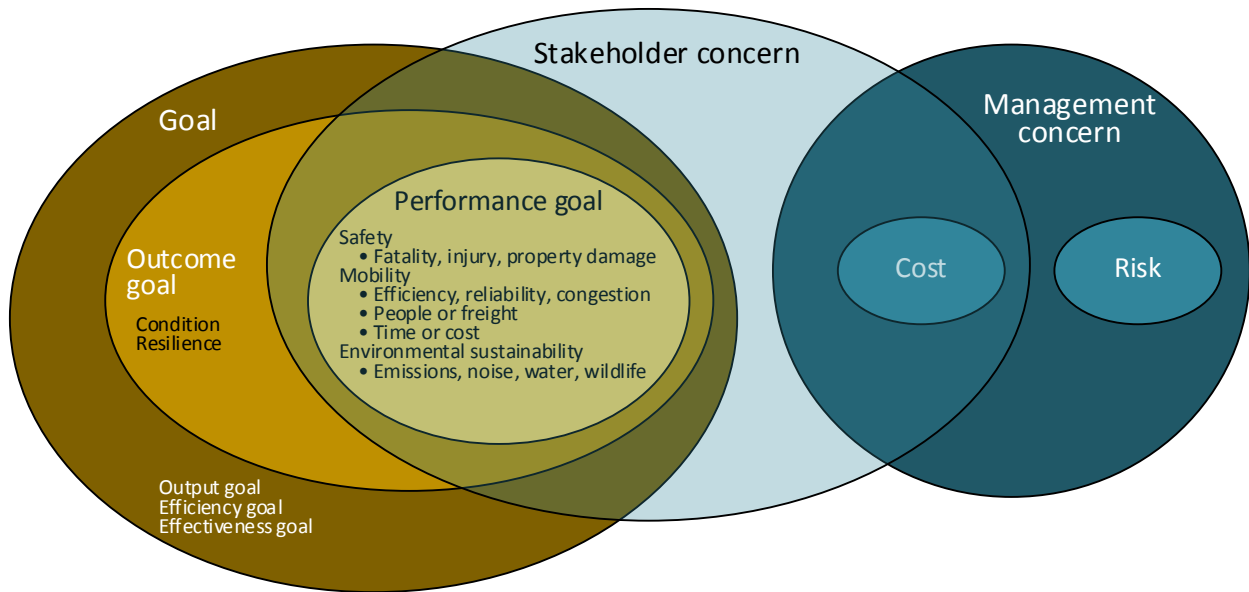 Stakeholder concern
Goal
Management
concern
Performance goal
Safety
• Fatality, injury, property damage
Mobility
• Efficiency, reliability, congestion
• People or freight
• Time or cost
Environmental sustainability
• Emissions, noise, water, wildlife
Outcome
goal
Condition
Resilience
Cost
Risk
Output goal
Efficiency goal
Effectiveness goal